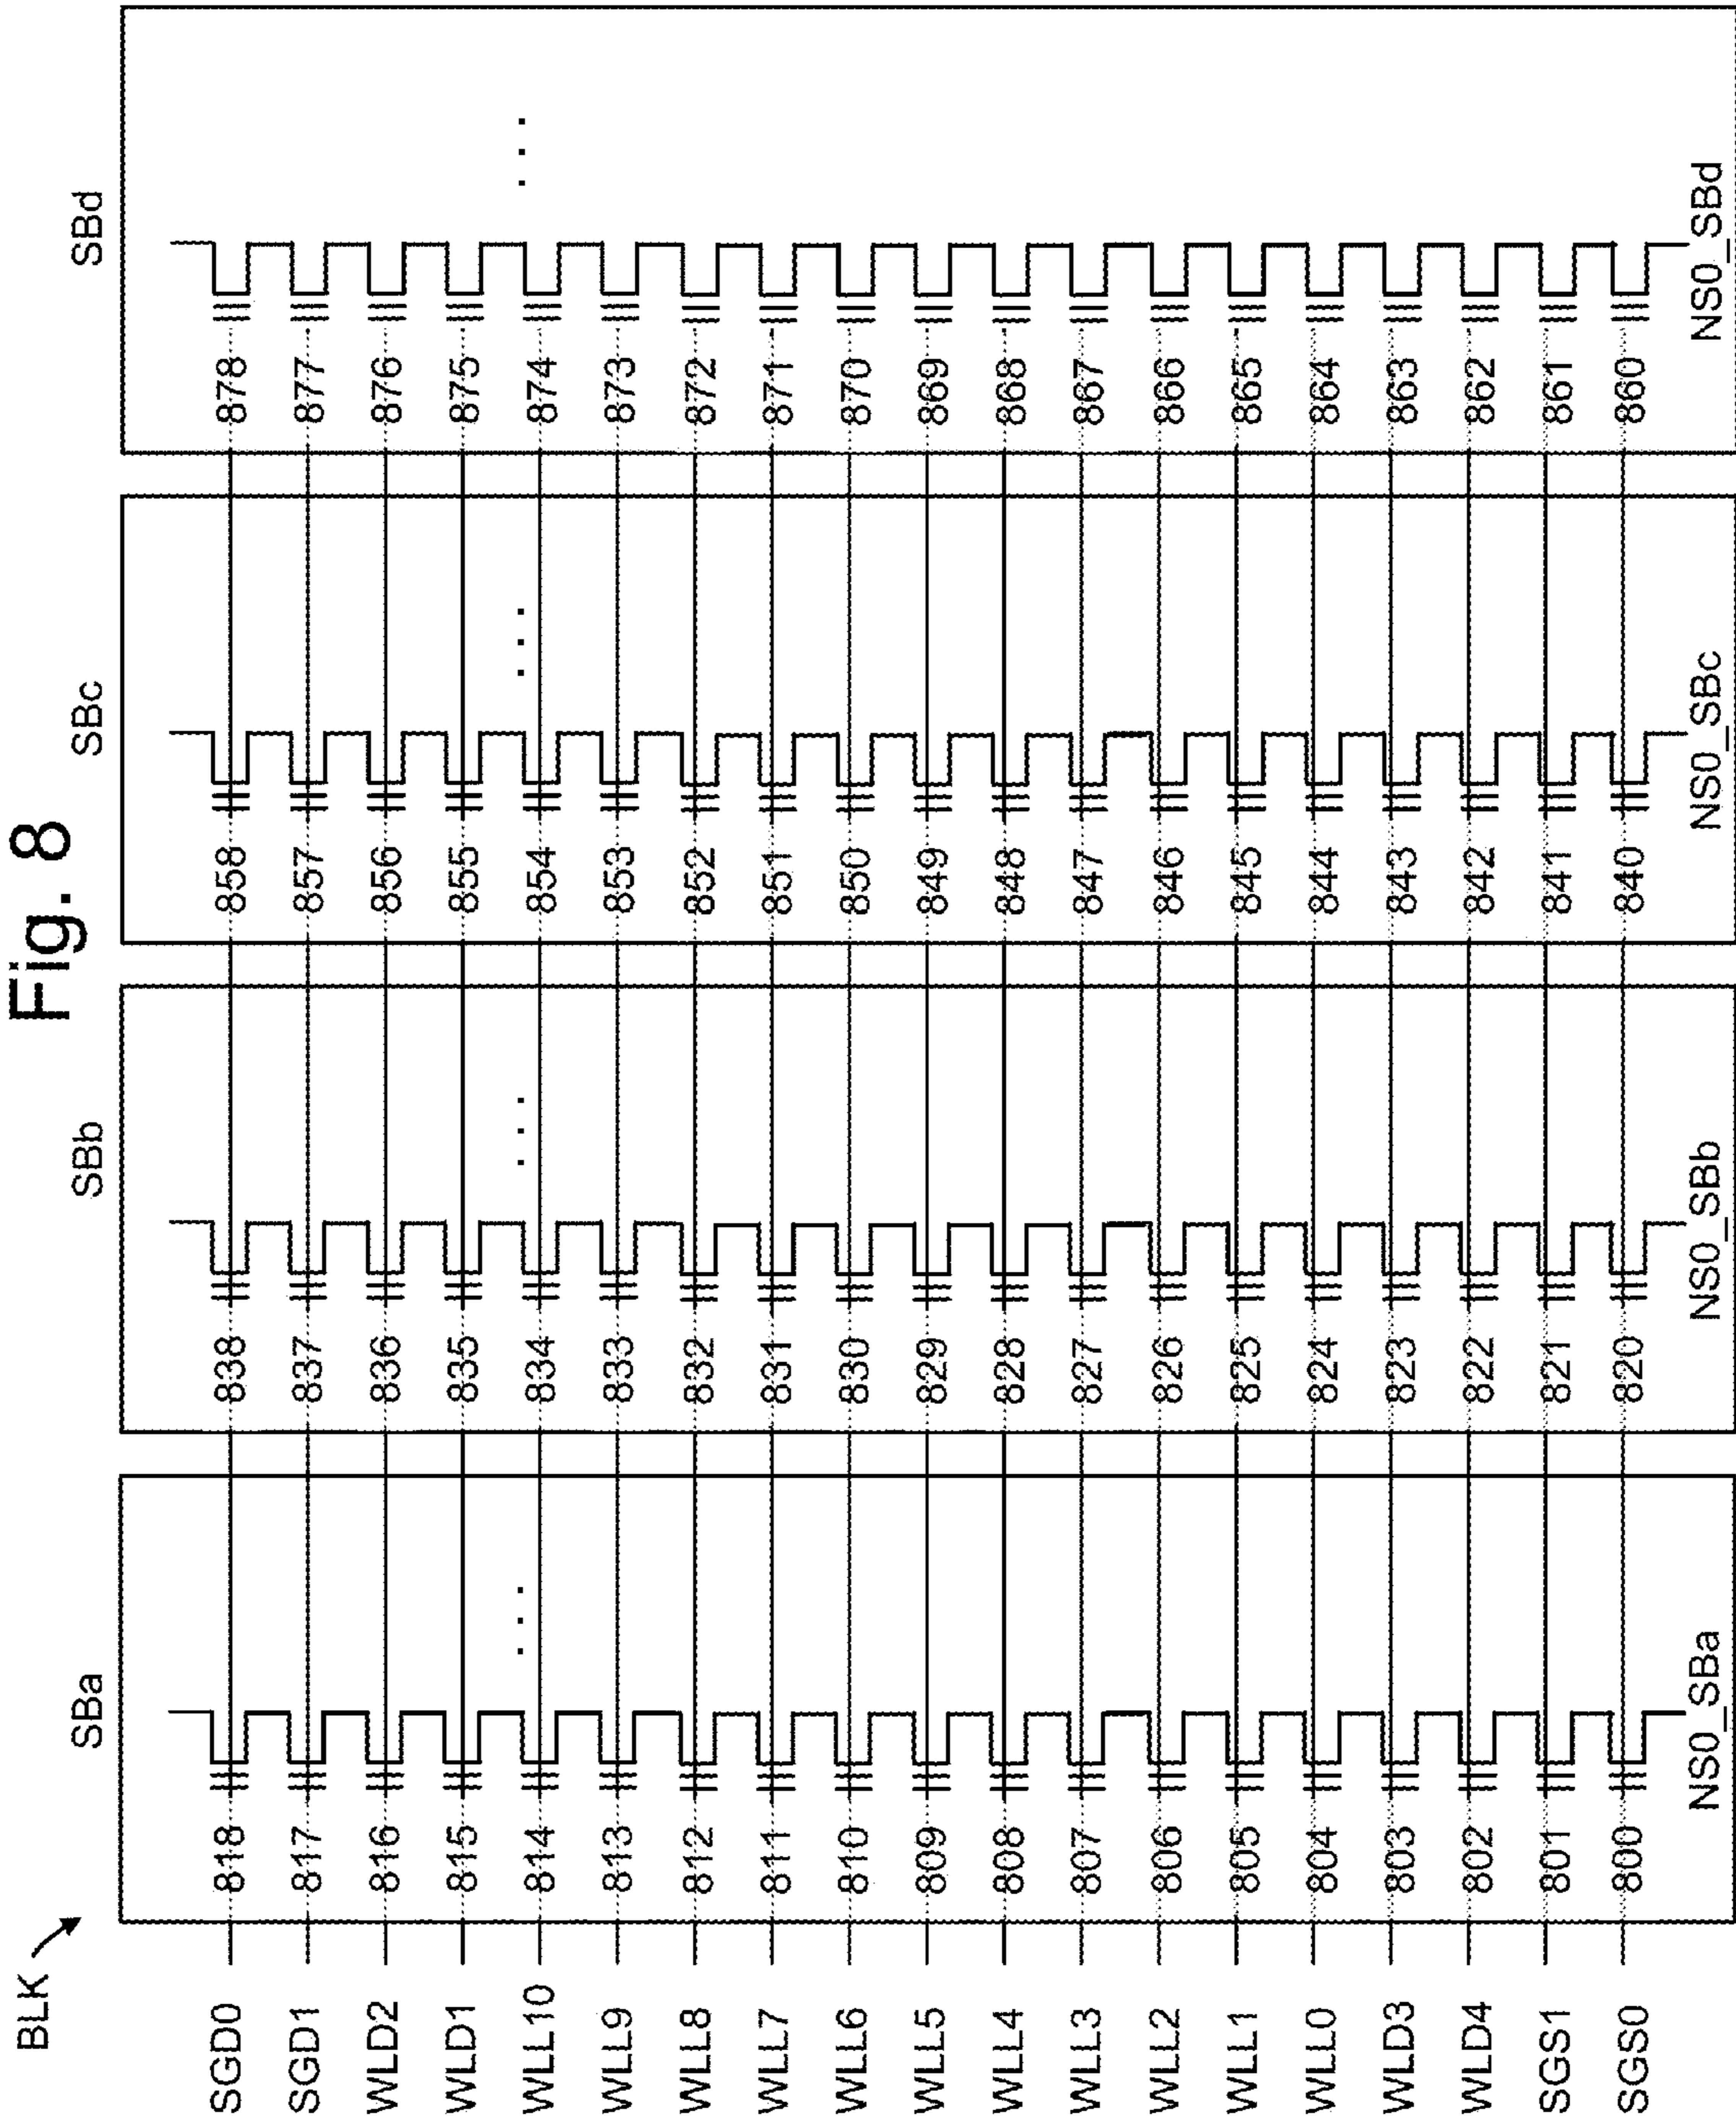 Fig. 8
BLK
SBa SBb SBc SBd
SGD0 818 838 858 878
SGD1 817 837 857 877
WLD2 816 836 856 876
WLD1 815 835 855 875
WLL10 814 834 854 874
WLL9 813 833 853 873
WLL8 812 832 852 872
WLL7 811 831 851 871
WLL6 810 830 850 870
WLL5 809 829 849 869
WLL4 808 828 848 868
WLL3 807 827 847 867
WLL2 806 826 846 866
WLL1 805 825 845 865
WLL0 804 824 844 864
WLD3 803 823 843 863
WLD4 802 822 842 862
SGS1 801 821 841 861
SGS0 800 820 840 860
NS0_SBa NS0_SBb NS0_SBc NS0_SBd